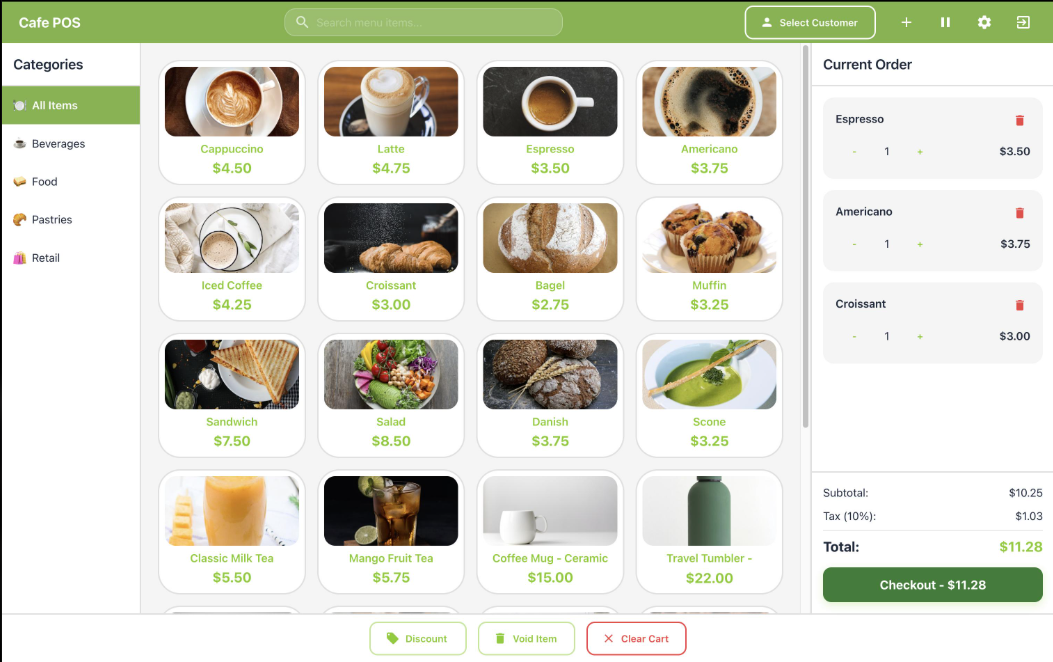 Cafe POS
Search menu items...
Select Customer
Categories
All Items
Beverages
Food
Pastries
Retail
Cappuccino
$4.50
Latte
$4.75
Espresso
$3.50
Americano
$3.75
Iced Coffee
$4.25
Croissant
$3.00
Bagel
$2.75
Muffin
$3.25
Sandwich
$7.50
Salad
$8.50
Danish
$3.75
Scone
$3.25
Classic Milk Tea
$5.50
Mango Fruit Tea
$5.75
Coffee Mug - Ceramic
$15.00
Travel Tumbler -
$22.00
Current Order
Espresso
- 1 + $3.50
Americano
- 1 + $3.75
Croissant
- 1 + $3.00
Subtotal: $10.25
Tax (10%): $1.03
Total: $11.28
Checkout - $11.28
Discount
Void Item
Clear Cart